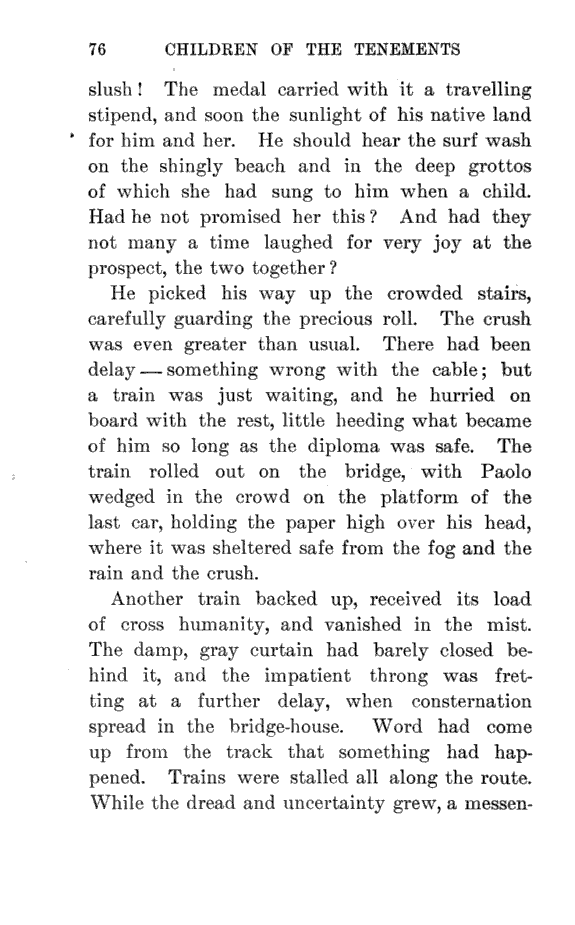 76 CHILDREN OF THE TENEMENTS
slush! The medal carried with it a travelling
stipend, and soon the sunlight of his native land
for him and her. He should hear the surf wash
on the shingly beach and in the deep grottos
of which she had sung to him when a child.
Had he not promised her this? And had they
not many a time laughed for very joy at the
prospect, the two together?
He picked his way up the crowded stairs,
carefully guarding the precious roll. The crush
was even greater than usual. There had been
delay — something wrong with the cable; but
a train was just waiting, and he hurried on
board with the rest, little heeding what became
of him so long as the diploma was safe. The
train rolled out on the bridge, with Paolo
wedged in the crowd on the platform of the
last car, holding the paper high over his head,
where it was sheltered safe from the fog and the
rain and the crush.
Another train backed up, received its load
of cross humanity, and vanished in the mist.
The damp, gray curtain had barely closed be-
hind it, and the impatient throng was fret-
ting at a further delay, when consternation
spread in the bridge-house. Word had come
up from the track that something had hap-
pened. Trains were stalled all along the route.
While the dread and uncertainty grew, a messen-